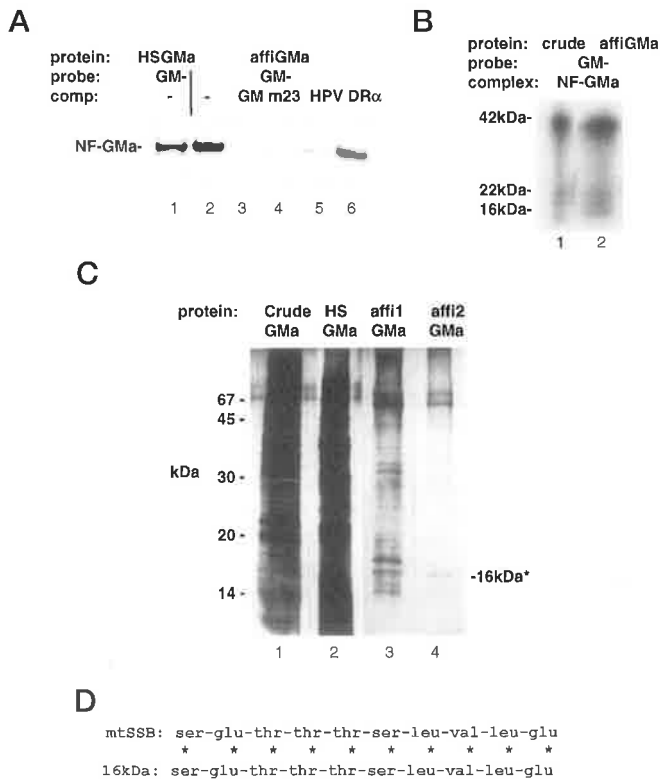 A
protein: HSGMa affiGMa
probe: GM- GM-
comp: - - GM m23 HPV DRα
NF-GMa-
1 2 3 4 5 6
B
protein: crude affiGMa
probe: GM-
complex: NF-GMa
42kDa-
22kDa-
16kDa-
1 2
C
protein: Crude HS affi1 affi2
GMa GMa GMa GMa
67 -
45 -
kDa
30 -
20 -
-16kDa*
14 -
1 2 3 4
D
mtSSB: ser-glu-thr-thr-thr-ser-leu-val-leu-glu
* * * * * * * * * *
16kDa: ser-glu-thr-thr-thr-ser-leu-val-leu-glu